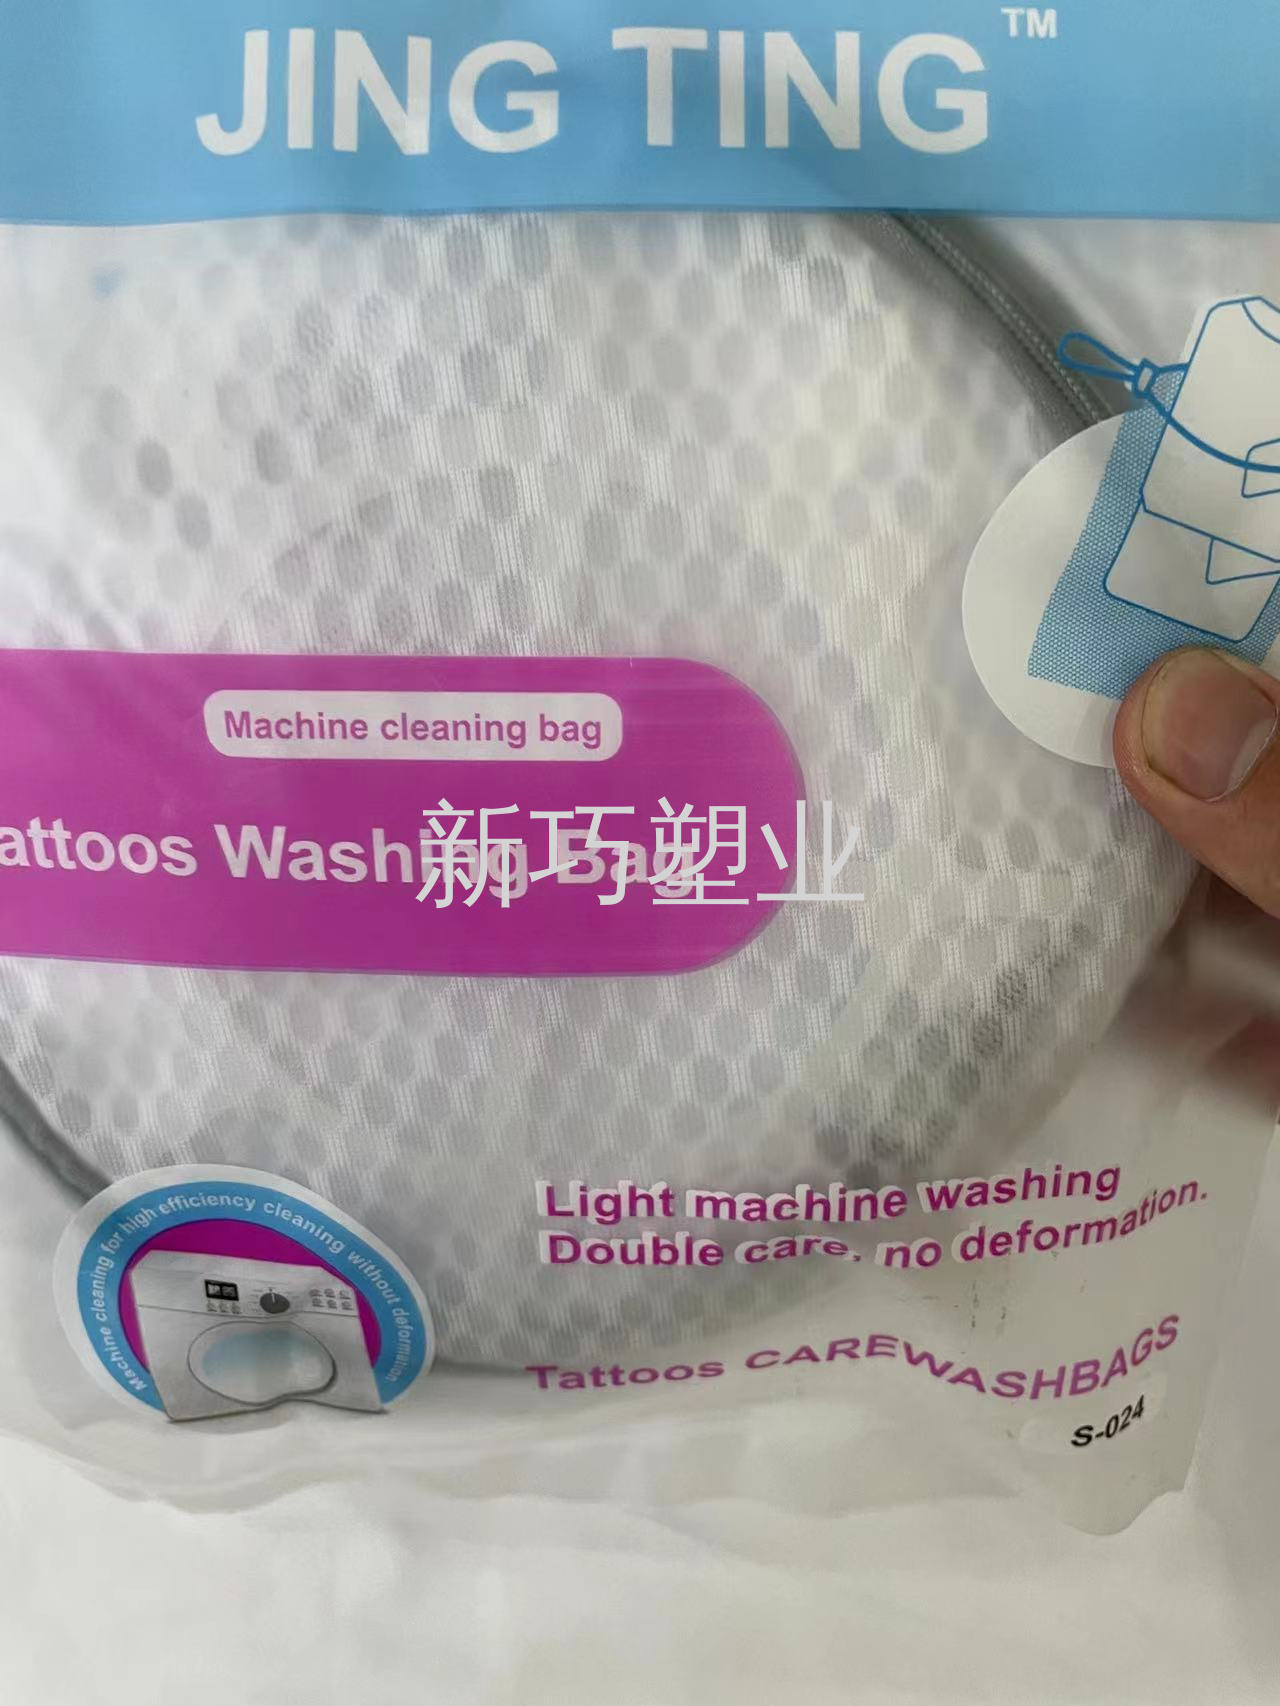 JING TING™
Machine cleaning bag
attoos Washing Bag
新巧塑业
Machine cleaning for high efficiency cleaning without deformation
Light machine washing
Double care, no deformation.
Tattoos CAREWASHBAGS
S-024